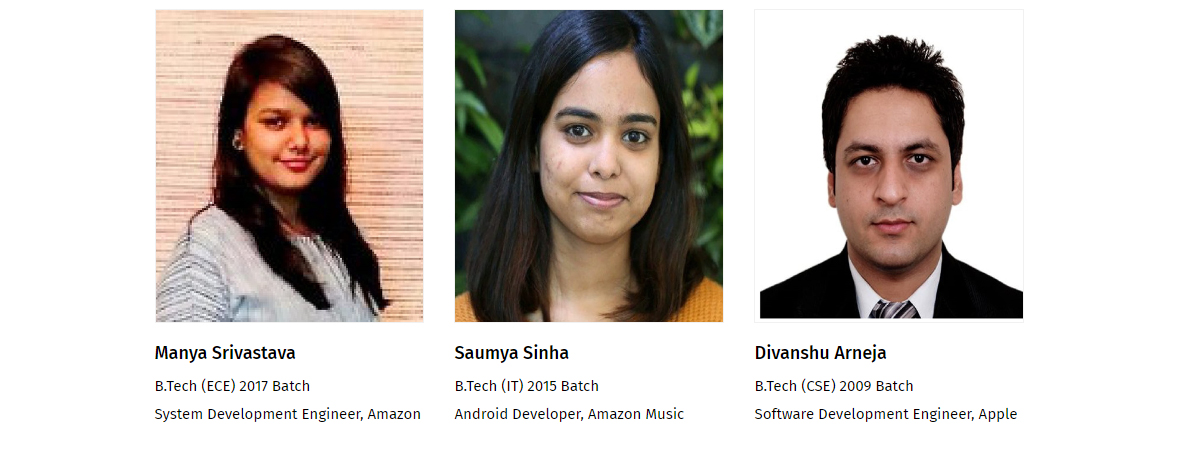 Manya Srivastava
B.Tech (ECE) 2017 Batch
System Development Engineer, Amazon
Saumya Sinha
B.Tech (IT) 2015 Batch
Android Developer, Amazon Music
Divanshu Arneja
B.Tech (CSE) 2009 Batch
Software Development Engineer, Apple